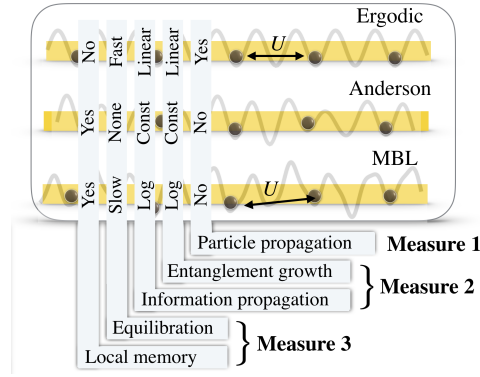 Ergodic
No Fast Linear Linear Yes
U
Anderson
Yes None Const Const No
MBL
Yes Slow Log Log No
U
Particle propagation Measure 1
Entanglement growth
Measure 2
Information propagation
Equilibration
Measure 3
Local memory